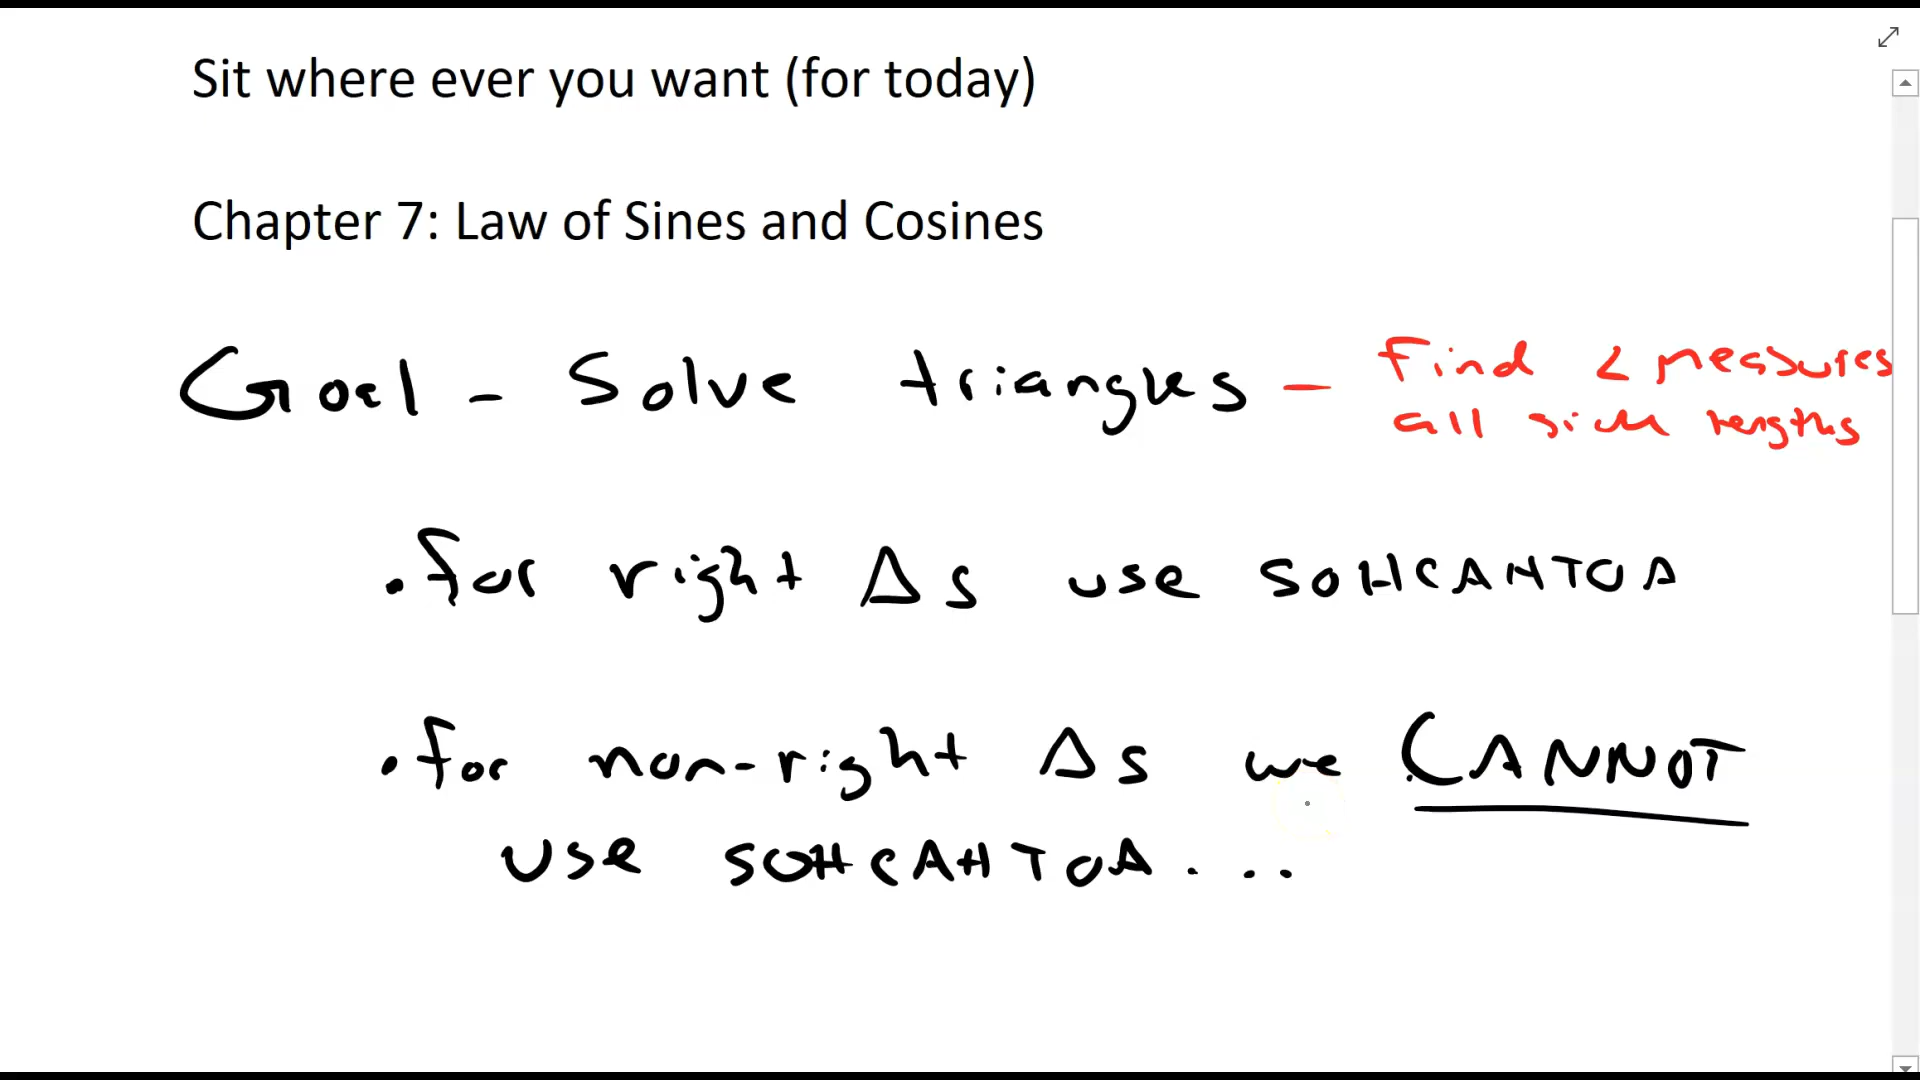 Sit where ever you want (for today)
Chapter 7: Law of Sines and Cosines
Goal - Solve triangles - Find ∠ measures
all side lengths
. for right Δs use SOHCAHTOA
. for non-right Δs we CANNOT
use SOHCAHTOA . . .